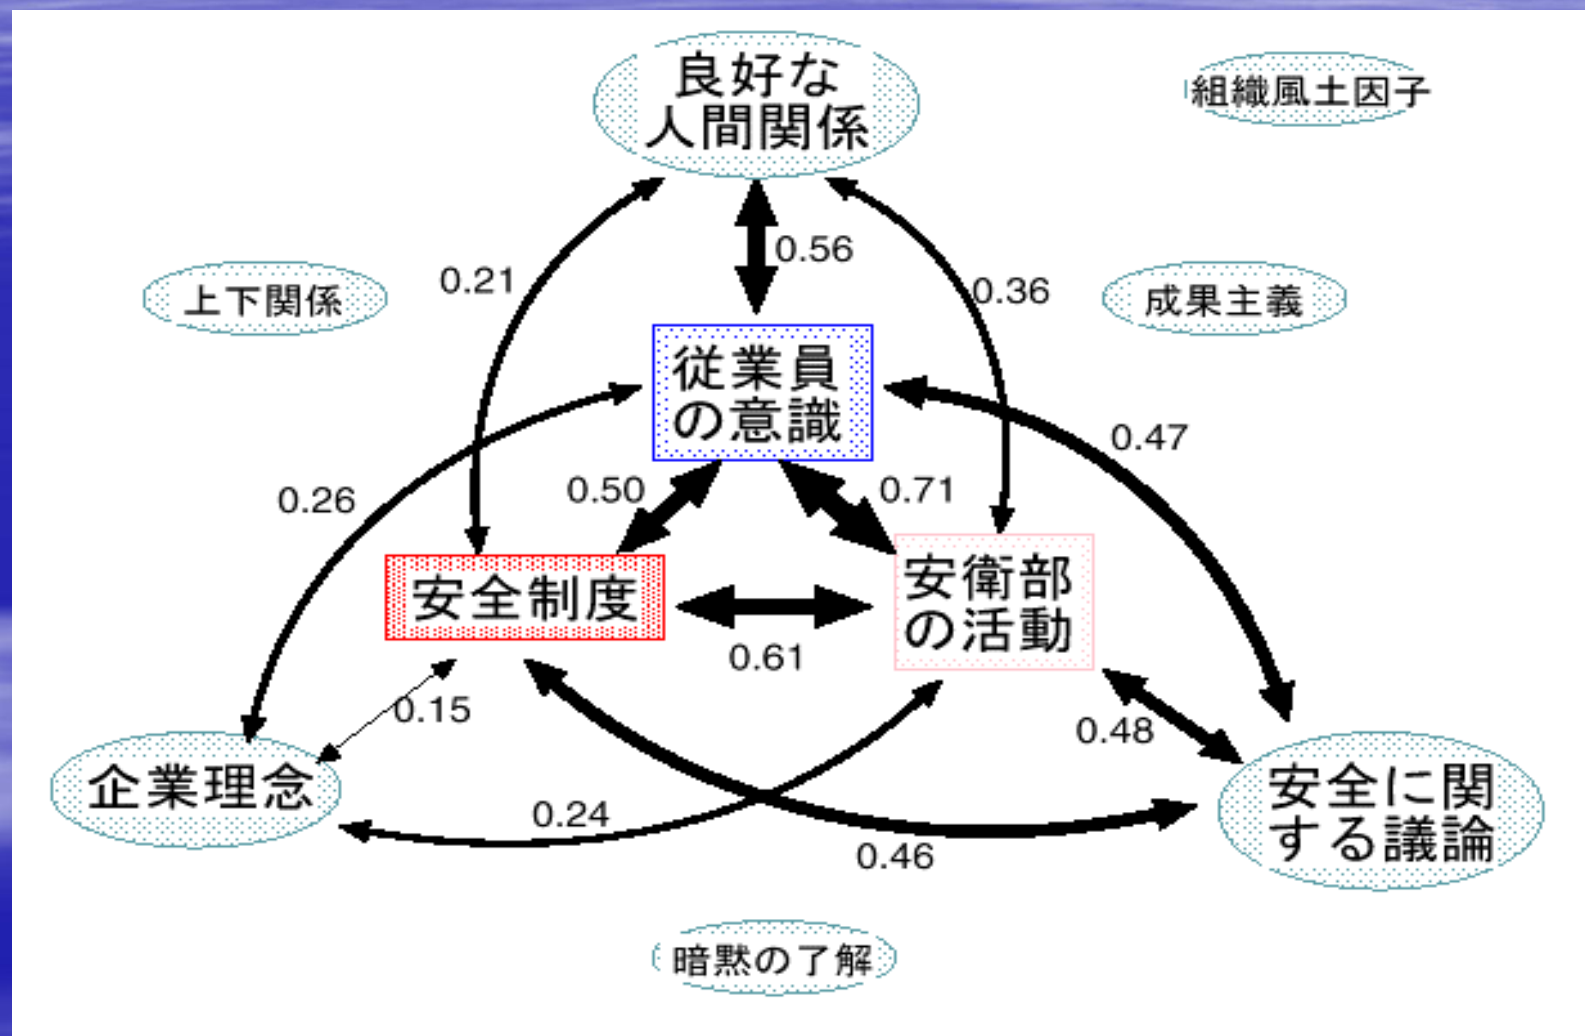 良好な
人間関係
組織風土因子
0.56
0.21
0.36
上下関係
成果主義
従業員
の意識
0.47
0.26
0.50
0.71
安全制度
安衛部
の活動
0.61
0.15
0.48
企業理念
0.24
安全に関
する議論
0.46
暗黙の了解